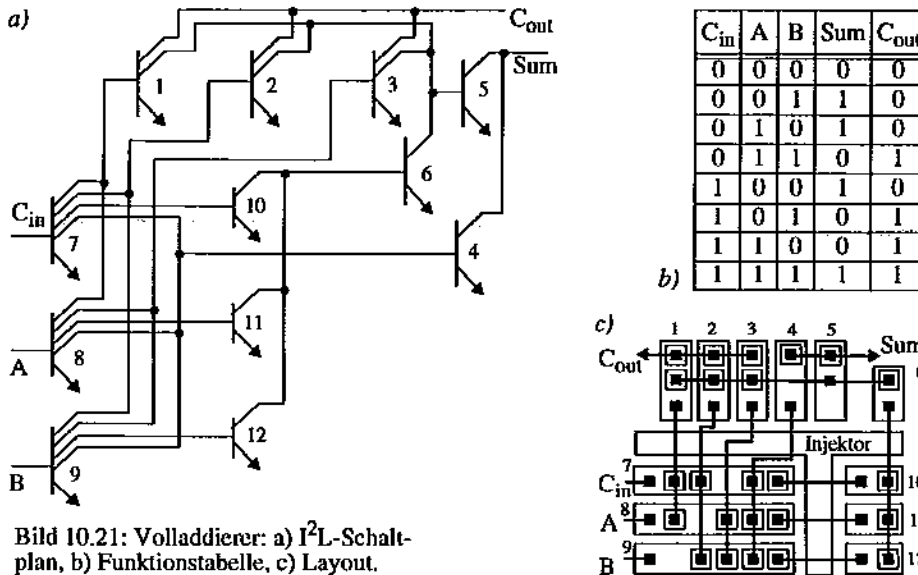 a)
C_out
Sum
1
2
3
5
6
C_in
7
10
4
A
8
11
B
9
12
b)
C_in A B Sum C_out
0 0 0 0 0
0 0 1 1 0
0 1 0 1 0
0 1 1 0 1
1 0 0 1 0
1 0 1 0 1
1 1 0 0 1
1 1 1 1 1
c)
1 2 3 4 5
C_out
Sum
Injektor
7
C_in
10
8
A
9
B
Bild 10.21: Volladdierer: a) I²L-Schalt-
plan, b) Funktionstabelle, c) Layout.